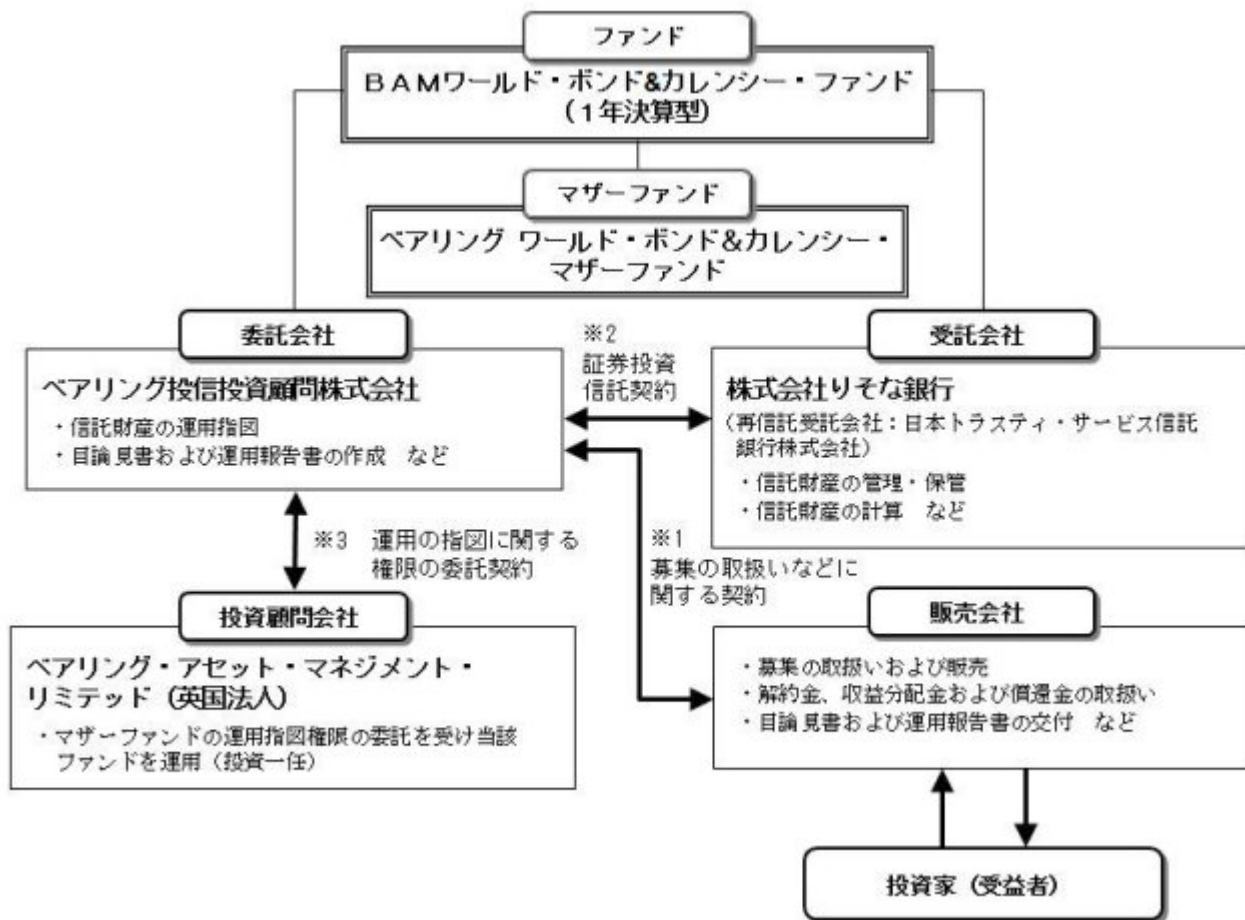 ファンド
BAMワールド・ボンド&カレンシー・ファンド
(1年決算型)
マザーファンド
ベアリング ワールド・ボンド&カレンシー・
マザーファンド
委託会社
ベアリング投信投資顧問株式会社
・信託財産の運用指図
・目論見書および運用報告書の作成 など
※2
証券投資
信託契約
受託会社
株式会社りそな銀行
(再信託受託会社:日本トラスティ・サービス信託
銀行株式会社)
・信託財産の管理・保管
・信託財産の計算 など
※3 運用の指図に関する
権限の委託契約
※1
募集の取扱いなどに
関する契約
投資顧問会社
ベアリング・アセット・マネジメント・
リミテッド(英国法人)
・マザーファンドの運用指図権限の委託を受け当該
ファンドを運用(投資一任)
販売会社
・募集の取扱いおよび販売
・解約金、収益分配金および償還金の取扱い
・目論見書および運用報告書の交付 など
投資家(受益者)